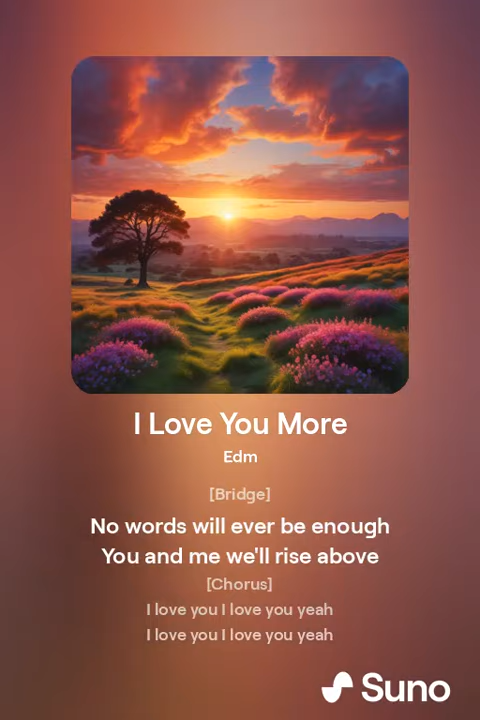 I Love You More
Edm
[Bridge]
No words will ever be enough
You and me we'll rise above
[Chorus]
I love you I love you yeah
I love you I love you yeah
Suno